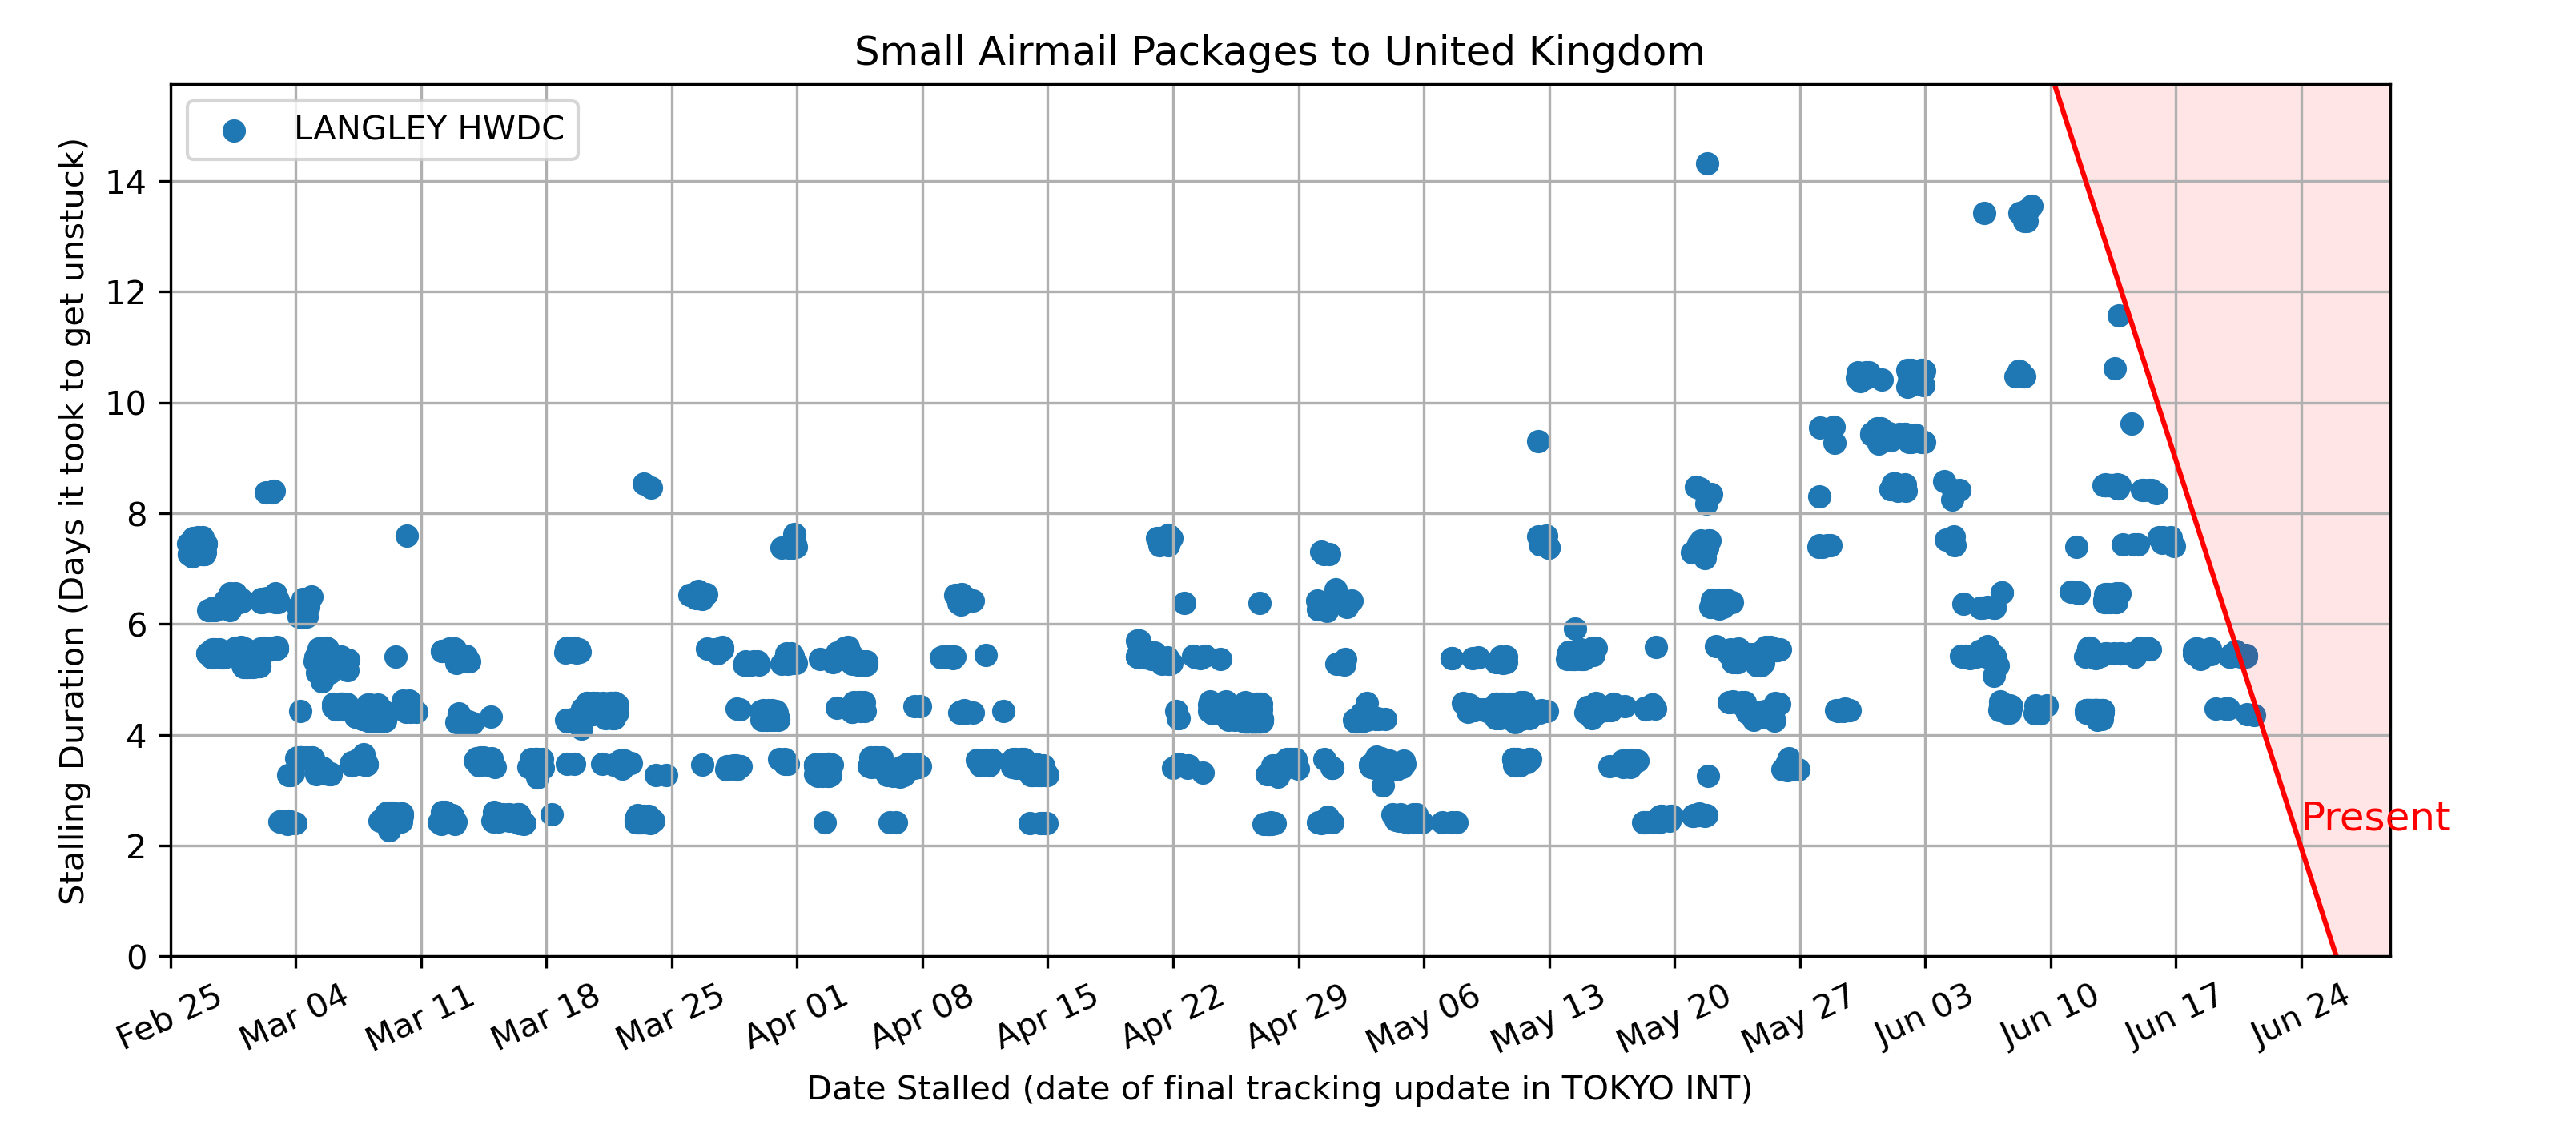 Small Airmail Packages to United Kingdom
LANGLEY HWDC
Stalling Duration (Days it took to get unstuck)
14
12
10
8
6
4
2
0
Present
Feb 25
Mar 04
Mar 11
Mar 18
Mar 25
Apr 01
Apr 08
Apr 15
Apr 22
Apr 29
May 06
May 13
May 20
May 27
Jun 03
Jun 10
Jun 17
Jun 24
Date Stalled (date of final tracking update in TOKYO INT)